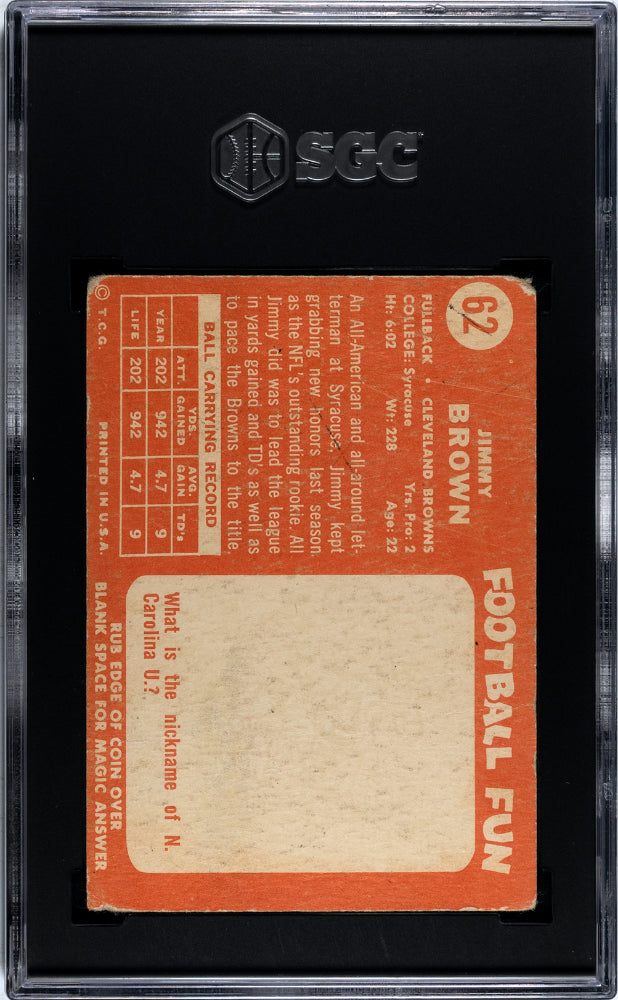 SGC
62
JIMMY
BROWN
FULLBACK • CLEVELAND BROWNS
COLLEGE: Syracuse Yrs. Pro: 2
Ht: 6:02 Wt: 228 Age: 22
An All-American and all-around let-
terman at Syracuse, Jimmy kept
grabbing new honors last season
as the NFL's outstanding rookie. All
Jimmy did was to lead the league
in yards gained and TD's as well as
to pace the Browns to the title.
BALL CARRYING RECORD
YEAR ATT. YDS. GAINED AVG. GAIN TD's
YEAR 202 942 4.7 9
LIFE 202 942 4.7 9
© T.C.G. PRINTED IN U.S.A.
FOOTBALL FUN
What is the nickname of N.
Carolina U.?
RUB EDGE OF COIN OVER
BLANK SPACE FOR MAGIC ANSWER